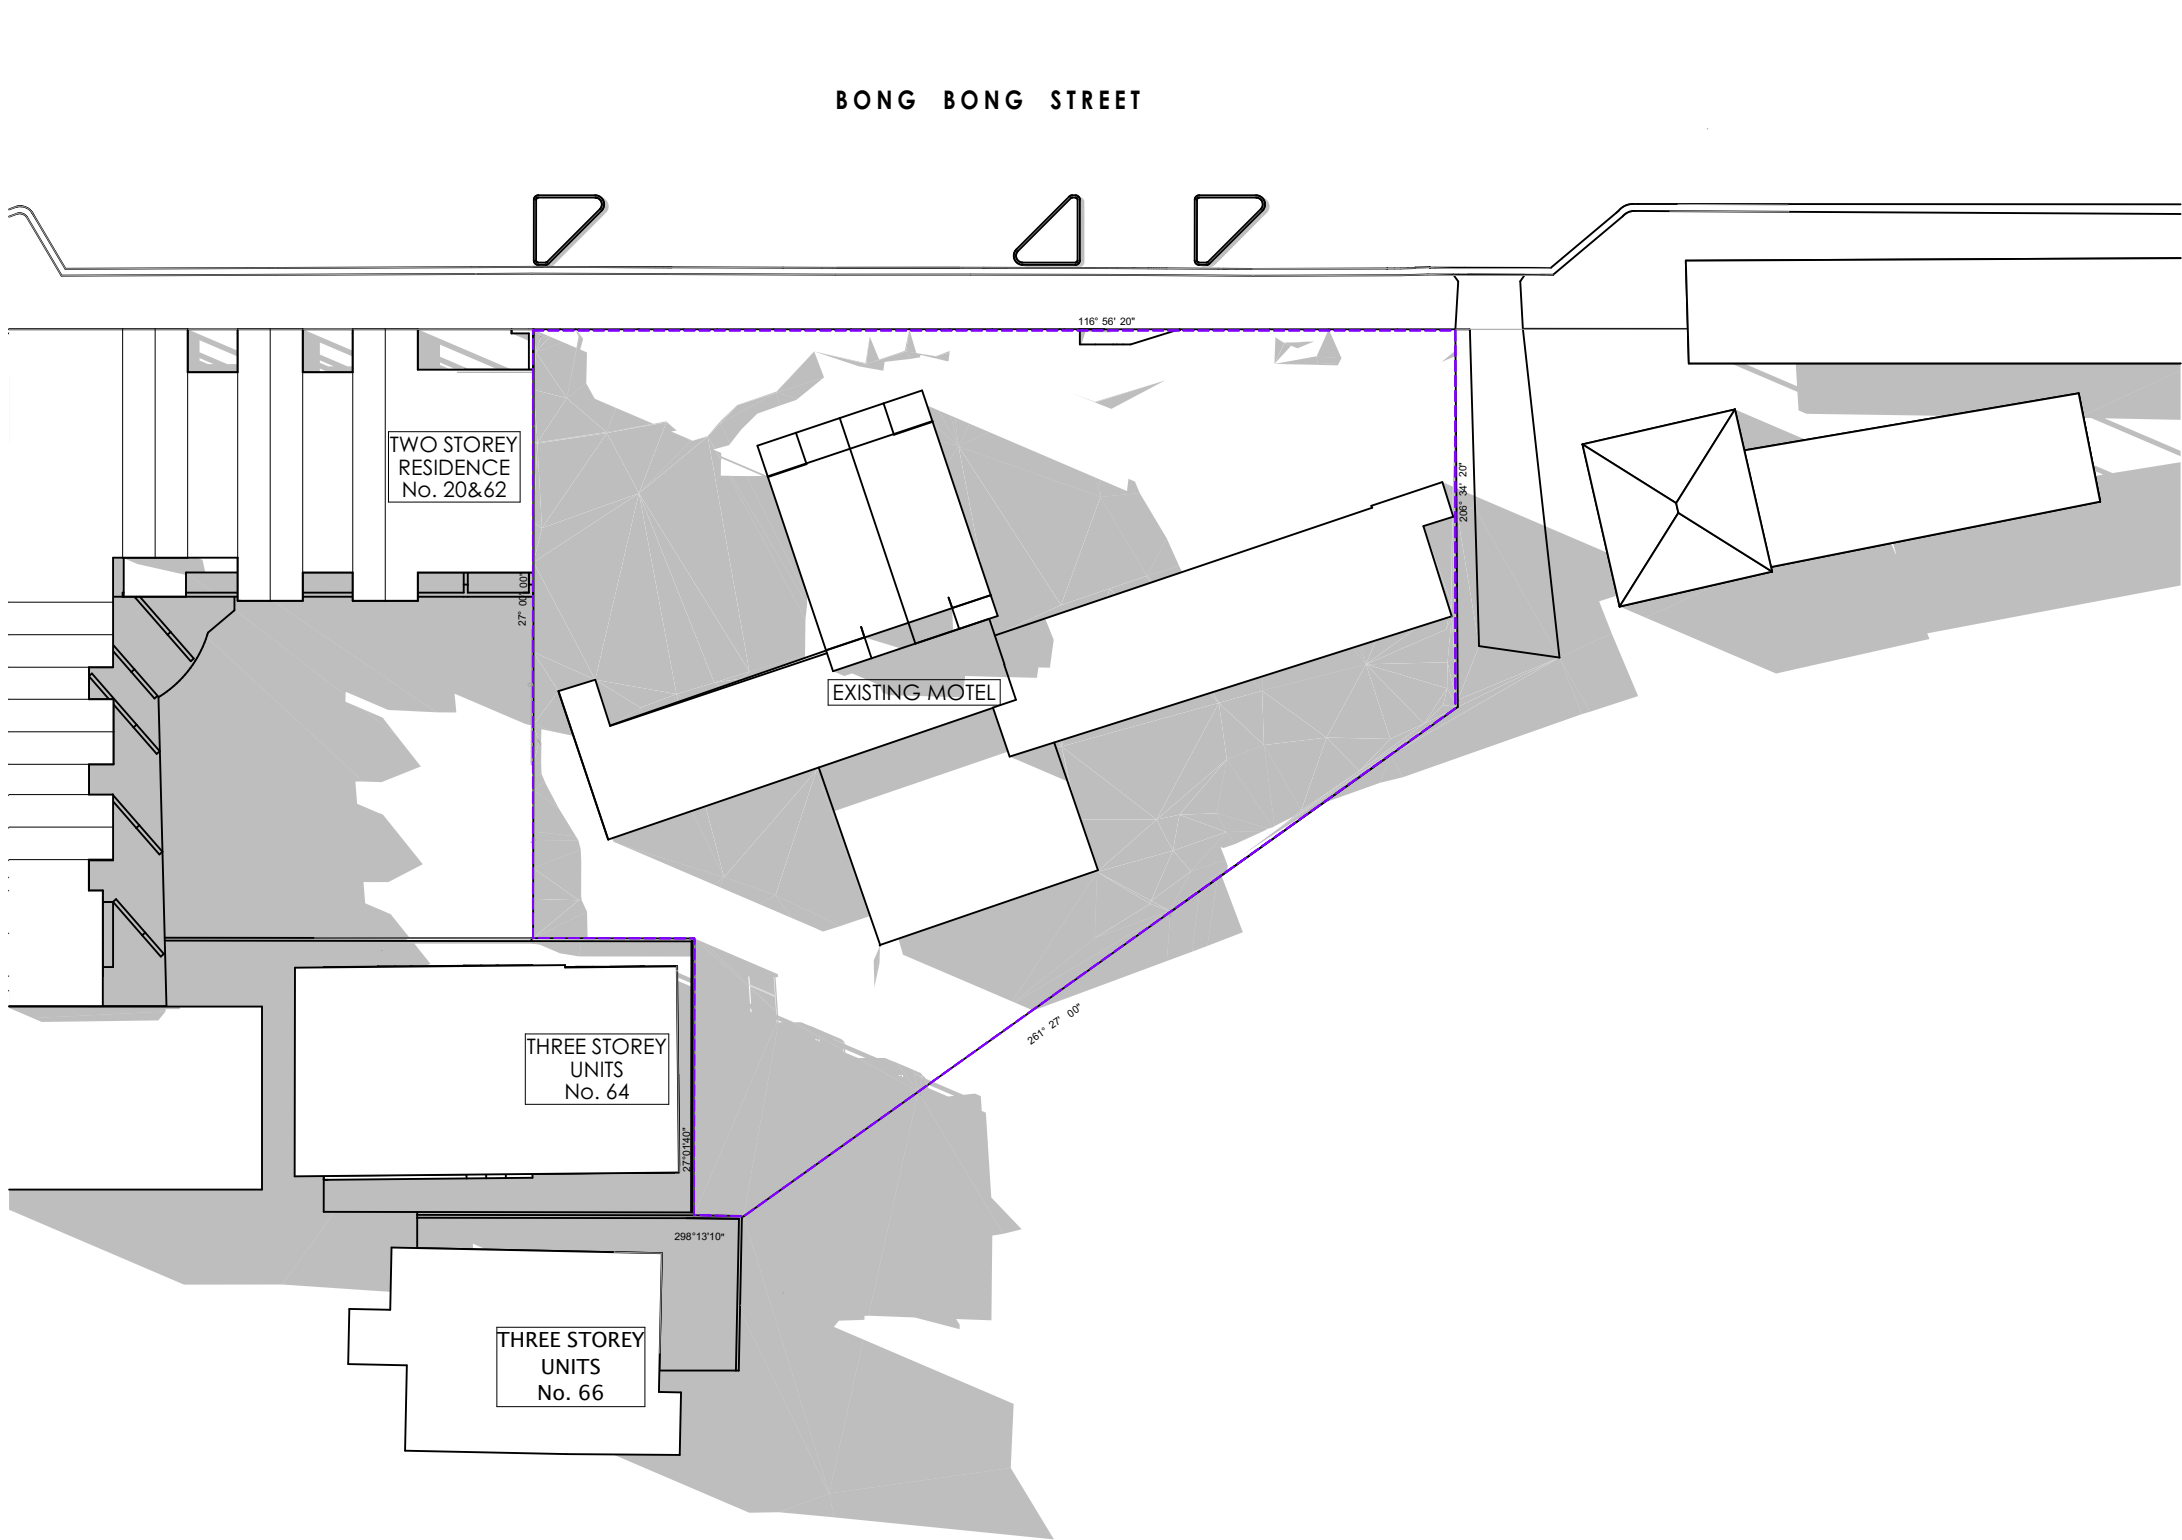 BONG BONG STREET
116° 56' 20"
TWO STOREY
RESIDENCE
No. 20&62
206° 34' 20"
27° 00' 00"
EXISTING MOTEL
261° 27' 00"
THREE STOREY
UNITS
No. 64
27°01'40"
298°13'10"
THREE STOREY
UNITS
No. 66